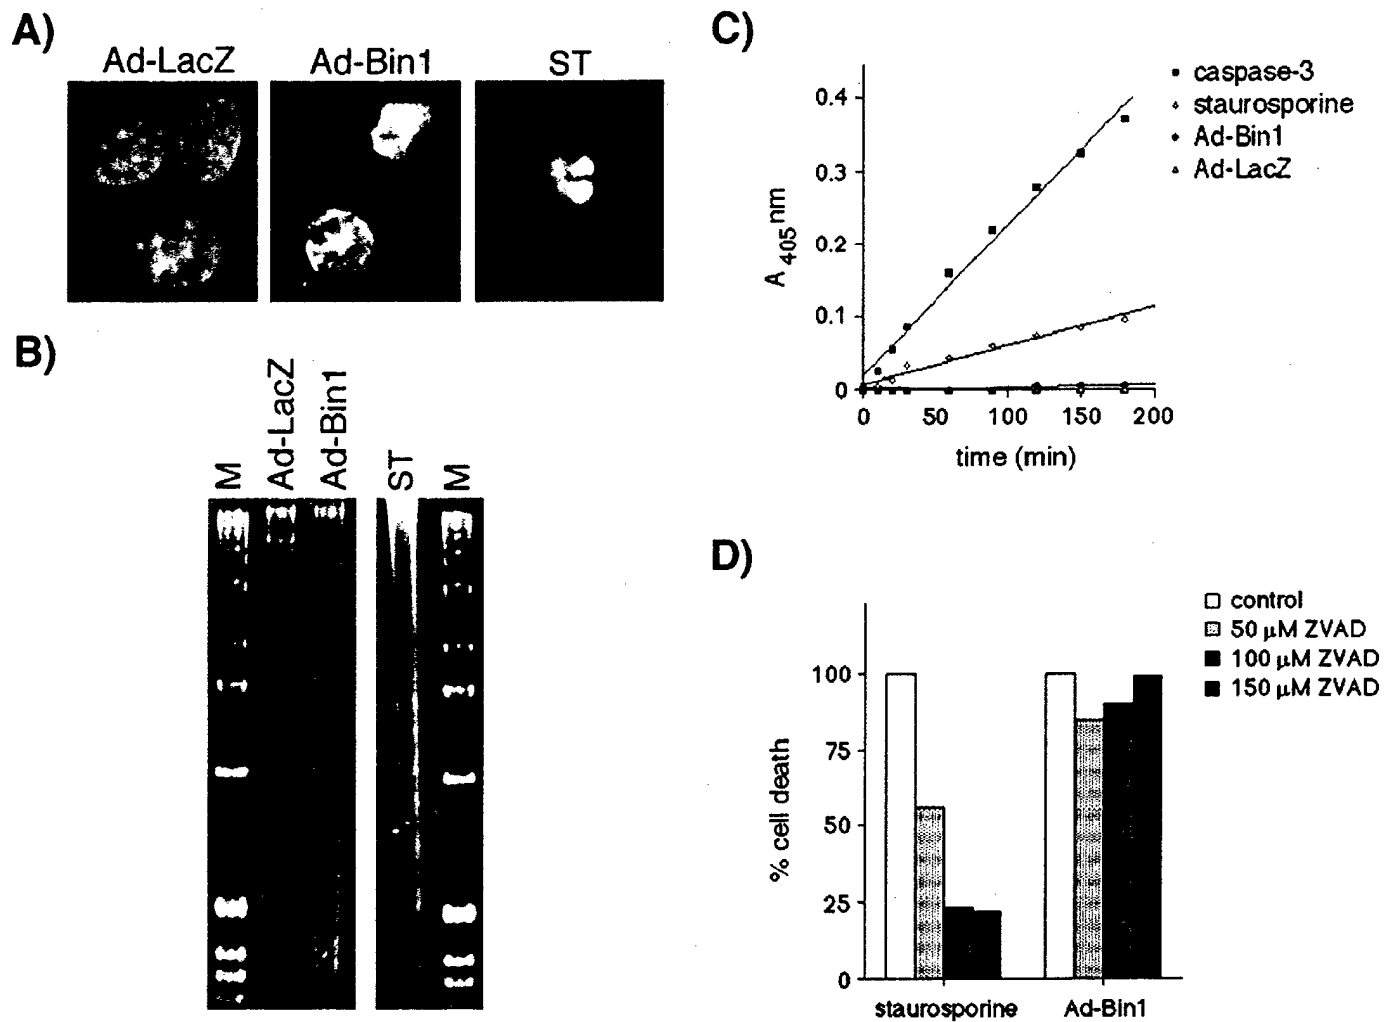 A)
Ad-LacZ Ad-Bin1 ST
B)
M Ad-LacZ Ad-Bin1 ST M
C)
caspase-3
staurosporine
Ad-Bin1
Ad-LacZ
A405nm
0.4
0.3
0.2
0.1
0
0 50 100 150 200
time (min)
D)
control
50 μM ZVAD
100 μM ZVAD
150 μM ZVAD
% cell death
100
75
50
25
0
staurosporine Ad-Bin1